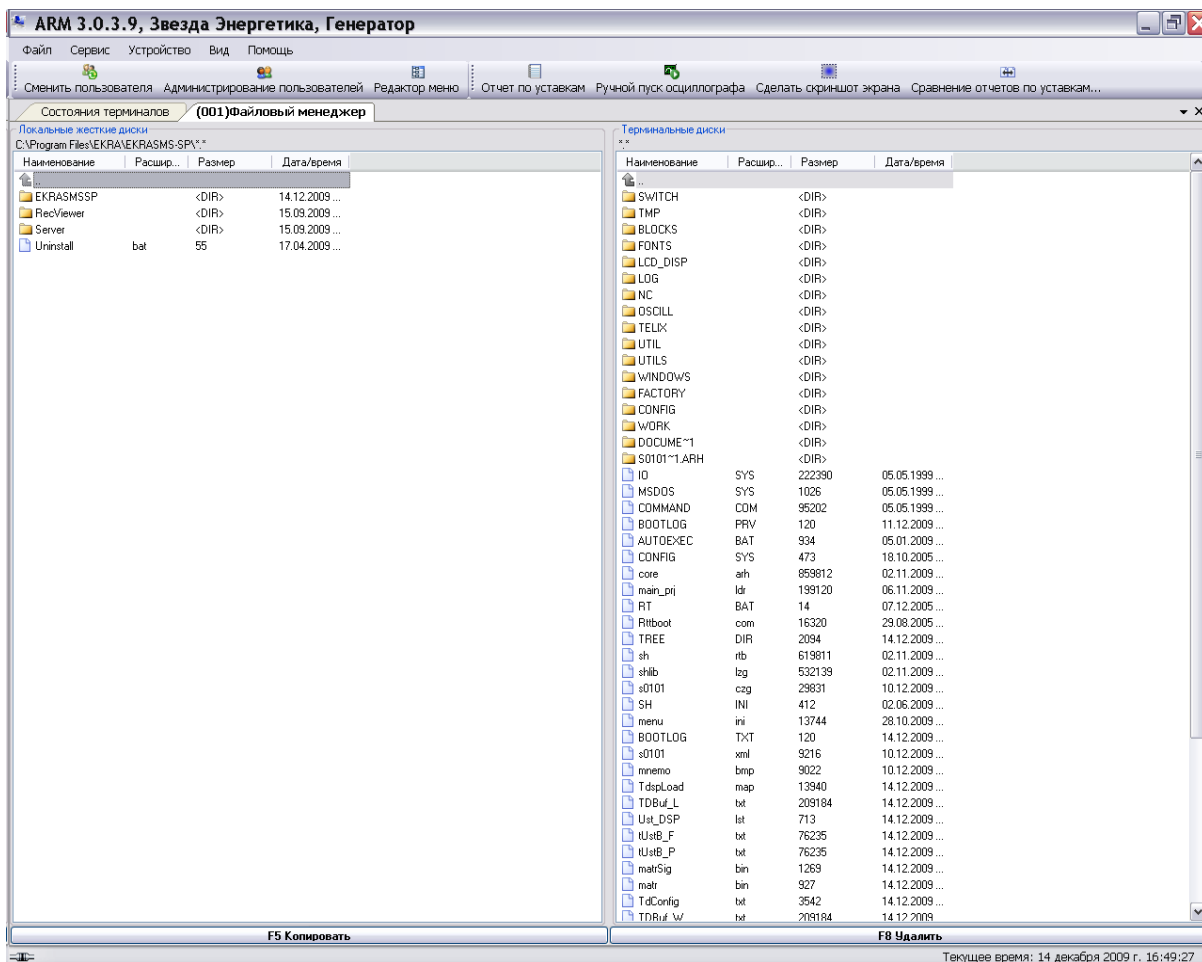 ARM 3.0.3.9, Звезда Энергетика, Генератор
Файл Сервис Устройство Вид Помощь
Сменить пользователя Администрирование пользователей Редактор меню Отчет по уставкам Ручной пуск осциллографа Сделать скриншот экрана Сравнение отчетов по уставкам...
Состояния терминалов (001)Файловый менеджер
Локальные жесткие диски
C:\Program Files\EKRA\EKRASMS-SP\*.*
Наименование Расшир... Размер Дата/время
..
EKRASMSSP <DIR> 14.12.2009 ...
RecViewer <DIR> 15.09.2009 ...
Server <DIR> 15.09.2009 ...
Uninstall bat 55 17.04.2009 ...
F5 Копировать
Терминальные диски
*.*
Наименование Расшир... Размер Дата/время
..
SWITCH <DIR>
TMP <DIR>
BLOCKS <DIR>
FONTS <DIR>
LCD_DISP <DIR>
LOG <DIR>
NC <DIR>
OSCILL <DIR>
TELIX <DIR>
UTIL <DIR>
UTILS <DIR>
WINDOWS <DIR>
FACTORY <DIR>
CONFIG <DIR>
WORK <DIR>
DOCUME~1 <DIR>
S0101~1.ARH <DIR>
IO SYS 222390 05.05.1999 ...
MSDOS SYS 1026 05.05.1999 ...
COMMAND COM 95202 05.05.1999 ...
BOOTLOG PRV 120 11.12.2009 ...
AUTOEXEC BAT 934 05.01.2009 ...
CONFIG SYS 473 18.10.2005 ...
core arh 859812 02.11.2009 ...
main_prj ldr 199120 06.11.2009 ...
RT BAT 14 07.12.2005 ...
Rttboot com 16320 29.08.2005 ...
TREE DIR 2094 14.12.2009 ...
sh rtb 619811 02.11.2009 ...
shlib lzg 532139 02.11.2009 ...
s0101 czg 29831 10.12.2009 ...
SH INI 412 02.06.2009 ...
menu ini 13744 28.10.2009 ...
BOOTLOG TXT 120 14.12.2009 ...
s0101 xml 9216 10.12.2009 ...
mnemo bmp 9022 10.12.2009 ...
TdspLoad map 13940 14.12.2009 ...
TDBuf_L txt 209184 14.12.2009 ...
Ust_DSP lst 713 14.12.2009 ...
tUstB_F txt 76235 14.12.2009 ...
tUstB_P txt 76235 14.12.2009 ...
matrSig bin 1269 14.12.2009 ...
matr bin 927 14.12.2009 ...
TdConfig txt 3542 14.12.2009 ...
TDBuf_W txt 209184 14.12.2009
F8 Удалить
Текущее время: 14 декабря 2009 г. 16:49:27